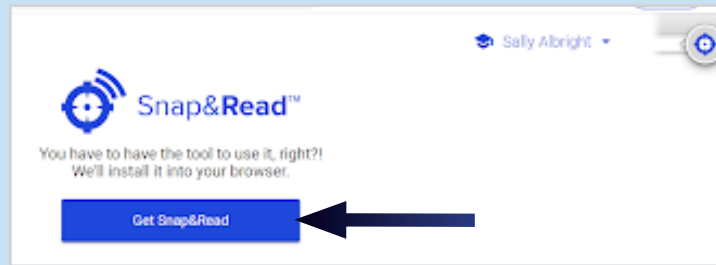 Sally Albright
Snap&Read™
You have to have the tool to use it, right?!
We'll install it into your browser.
Get Snap&Read